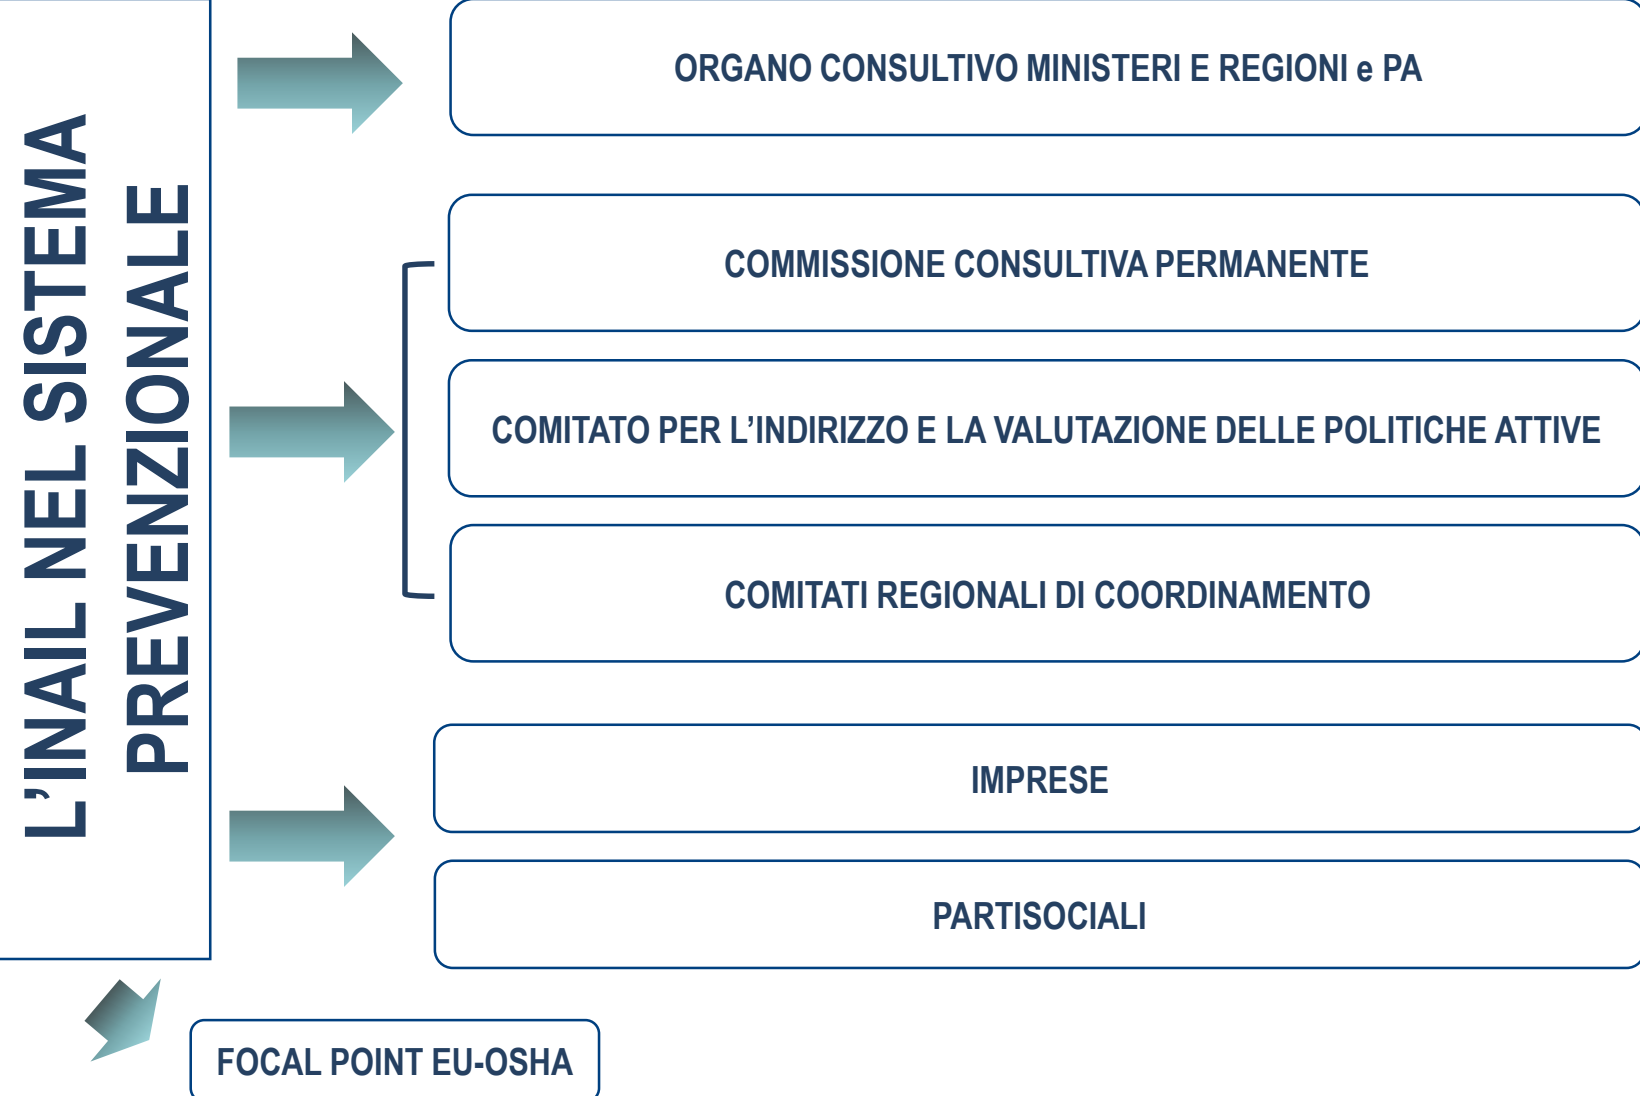 L’INAIL NEL SISTEMA
PREVENZIONALE
ORGANO CONSULTIVO MINISTERI E REGIONI e PA
COMMISSIONE CONSULTIVA PERMANENTE
COMITATO PER L’INDIRIZZO E LA VALUTAZIONE DELLE POLITICHE ATTIVE
COMITATI REGIONALI DI COORDINAMENTO
IMPRESE
PARTISOCIALI
FOCAL POINT EU-OSHA